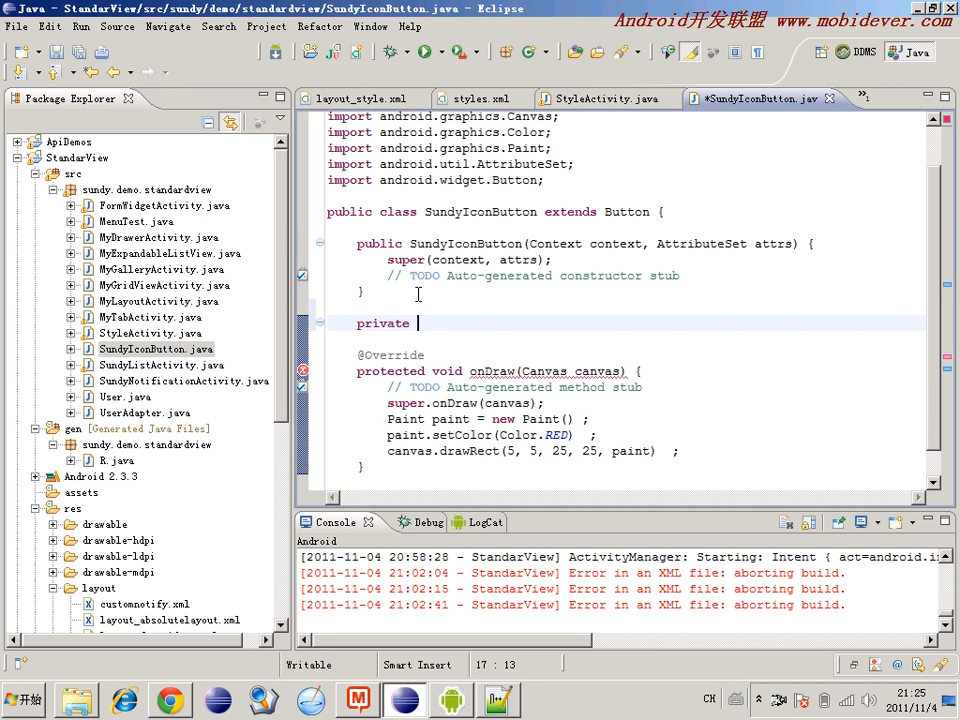 Java - StandarView/src/sundy/demo/standardview/SundyIconButton.java - Eclipse
Android开发联盟 www.mobidever.com
File Edit Run Source Navigate Search Project Refactor Window Help
DDMS Java
Package Explorer
layout_style.xml styles.xml StyleActivity.java *SundyIconButton.jav »1
ApiDemos
StandarView
src
sundy.demo.standardview
FormWidgetActivity.java
MenuTest.java
MyDrawerActivity.java
MyExpandableListView.java
MyGalleryActivity.java
MyGridViewActivity.java
MyLayoutActivity.java
MyTabActivity.java
StyleActivity.java
SundyIconButton.java
SundyListActivity.java
SundyNotificationActivity.java
User.java
UserAdapter.java
gen [Generated Java Files]
sundy.demo.standardview
R.java
Android 2.3.3
assets
res
drawable
drawable-hdpi
drawable-ldpi
drawable-mdpi
layout
customnotify.xml
layout_absolutelayout.xml
import android.graphics.Canvas;
import android.graphics.Color;
import android.graphics.Paint;
import android.util.AttributeSet;
import android.widget.Button;
public class SundyIconButton extends Button {
public SundyIconButton(Context context, AttributeSet attrs) {
super(context, attrs);
// TODO Auto-generated constructor stub
}
private
@Override
protected void onDraw(Canvas canvas) {
// TODO Auto-generated method stub
super.onDraw(canvas);
Paint paint = new Paint() ;
paint.setColor(Color.RED) ;
canvas.drawRect(5, 5, 25, 25, paint) ;
}
Console Debug LogCat
Android
[2011-11-04 20:58:28 - StandarView] ActivityManager: Starting: Intent { act=android.i
[2011-11-04 21:02:04 - StandarView] Error in an XML file: aborting build.
[2011-11-04 21:02:15 - StandarView] Error in an XML file: aborting build.
[2011-11-04 21:02:41 - StandarView] Error in an XML file: aborting build.
Writable Smart Insert 17 : 13
开始
CH
21:25
2011/11/4